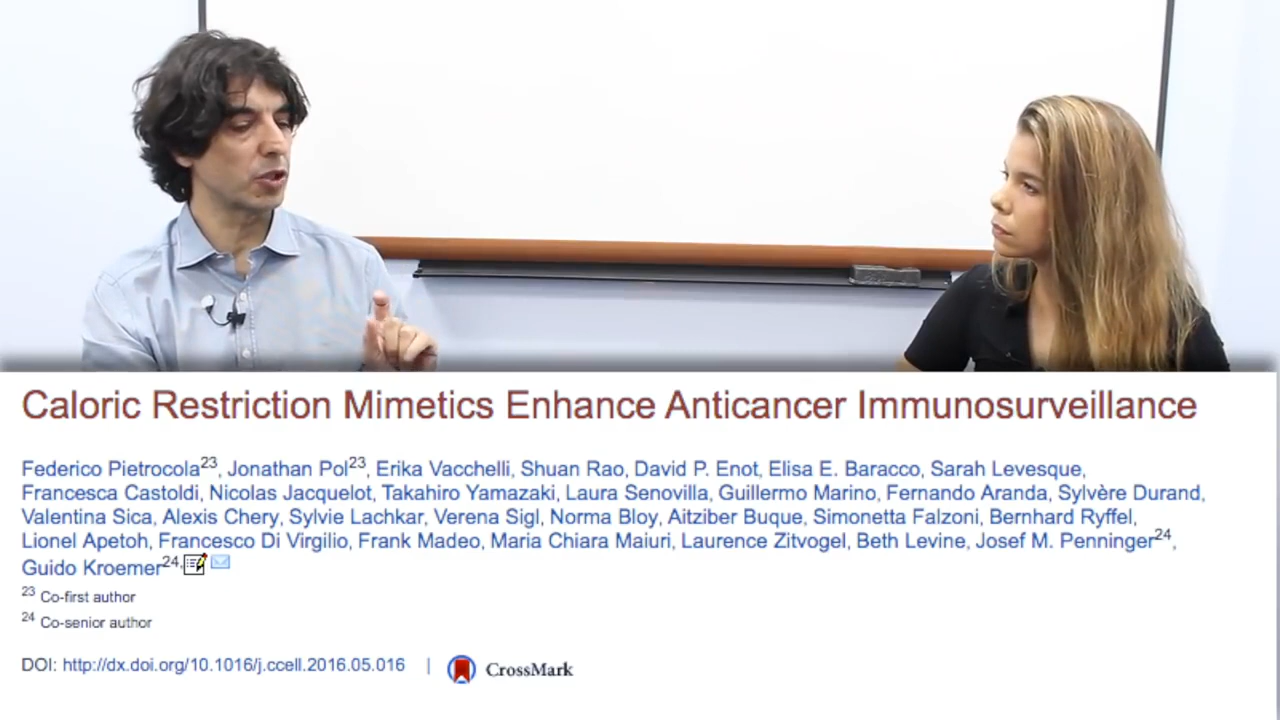 Caloric Restriction Mimetics Enhance Anticancer Immunosurveillance
Federico Pietrocola23, Jonathan Pol23, Erika Vacchelli, Shuan Rao, David P. Enot, Elisa E. Baracco, Sarah Levesque,
Francesca Castoldi, Nicolas Jacquelot, Takahiro Yamazaki, Laura Senovilla, Guillermo Marino, Fernando Aranda, Sylvère Durand,
Valentina Sica, Alexis Chery, Sylvie Lachkar, Verena Sigl, Norma Bloy, Aitziber Buque, Simonetta Falzoni, Bernhard Ryffel,
Lionel Apetoh, Francesco Di Virgilio, Frank Madeo, Maria Chiara Maiuri, Laurence Zitvogel, Beth Levine, Josef M. Penninger24,
Guido Kroemer24,
23 Co-first author
24 Co-senior author
DOI: http://dx.doi.org/10.1016/j.ccell.2016.05.016 | CrossMark